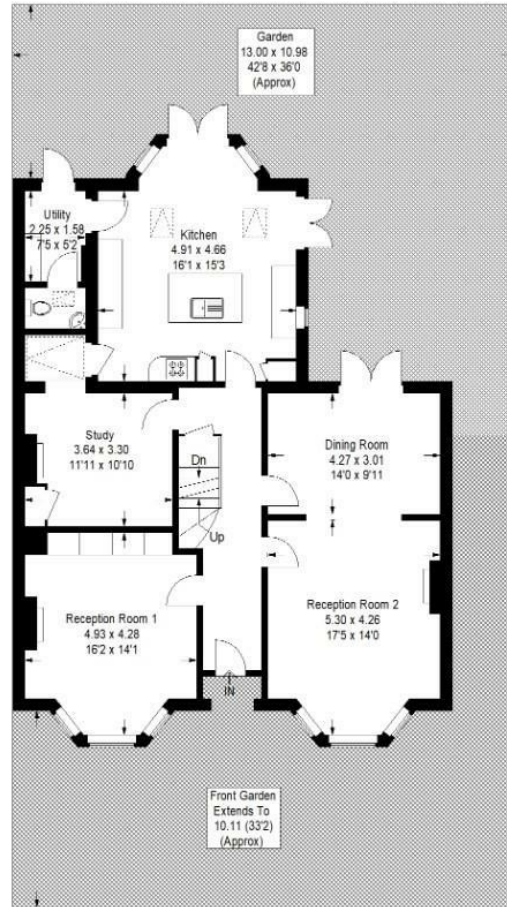 Garden
13.00 x 10.98
42'8 x 36'0
(Approx)
Utility
2.25 x 1.58
7'5 x 5'2
Kitchen
4.91 x 4.66
16'1 x 15'3
Study
3.64 x 3.30
11'11 x 10'10
Dn
Up
Dining Room
4.27 x 3.01
14'0 x 9'11
Reception Room 1
4.93 x 4.28
16'2 x 14'1
Reception Room 2
5.30 x 4.26
17'5 x 14'0
IN
Front Garden
Extends To
10.11 (33'2)
(Approx)